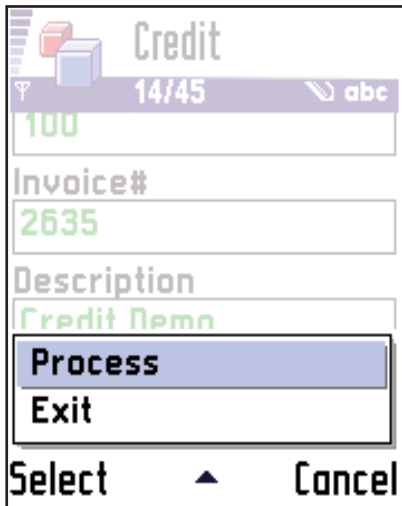 Credit
14/45 abc
100
Invoice#
2635
Description
Credit Demo
Process
Exit
Select Cancel